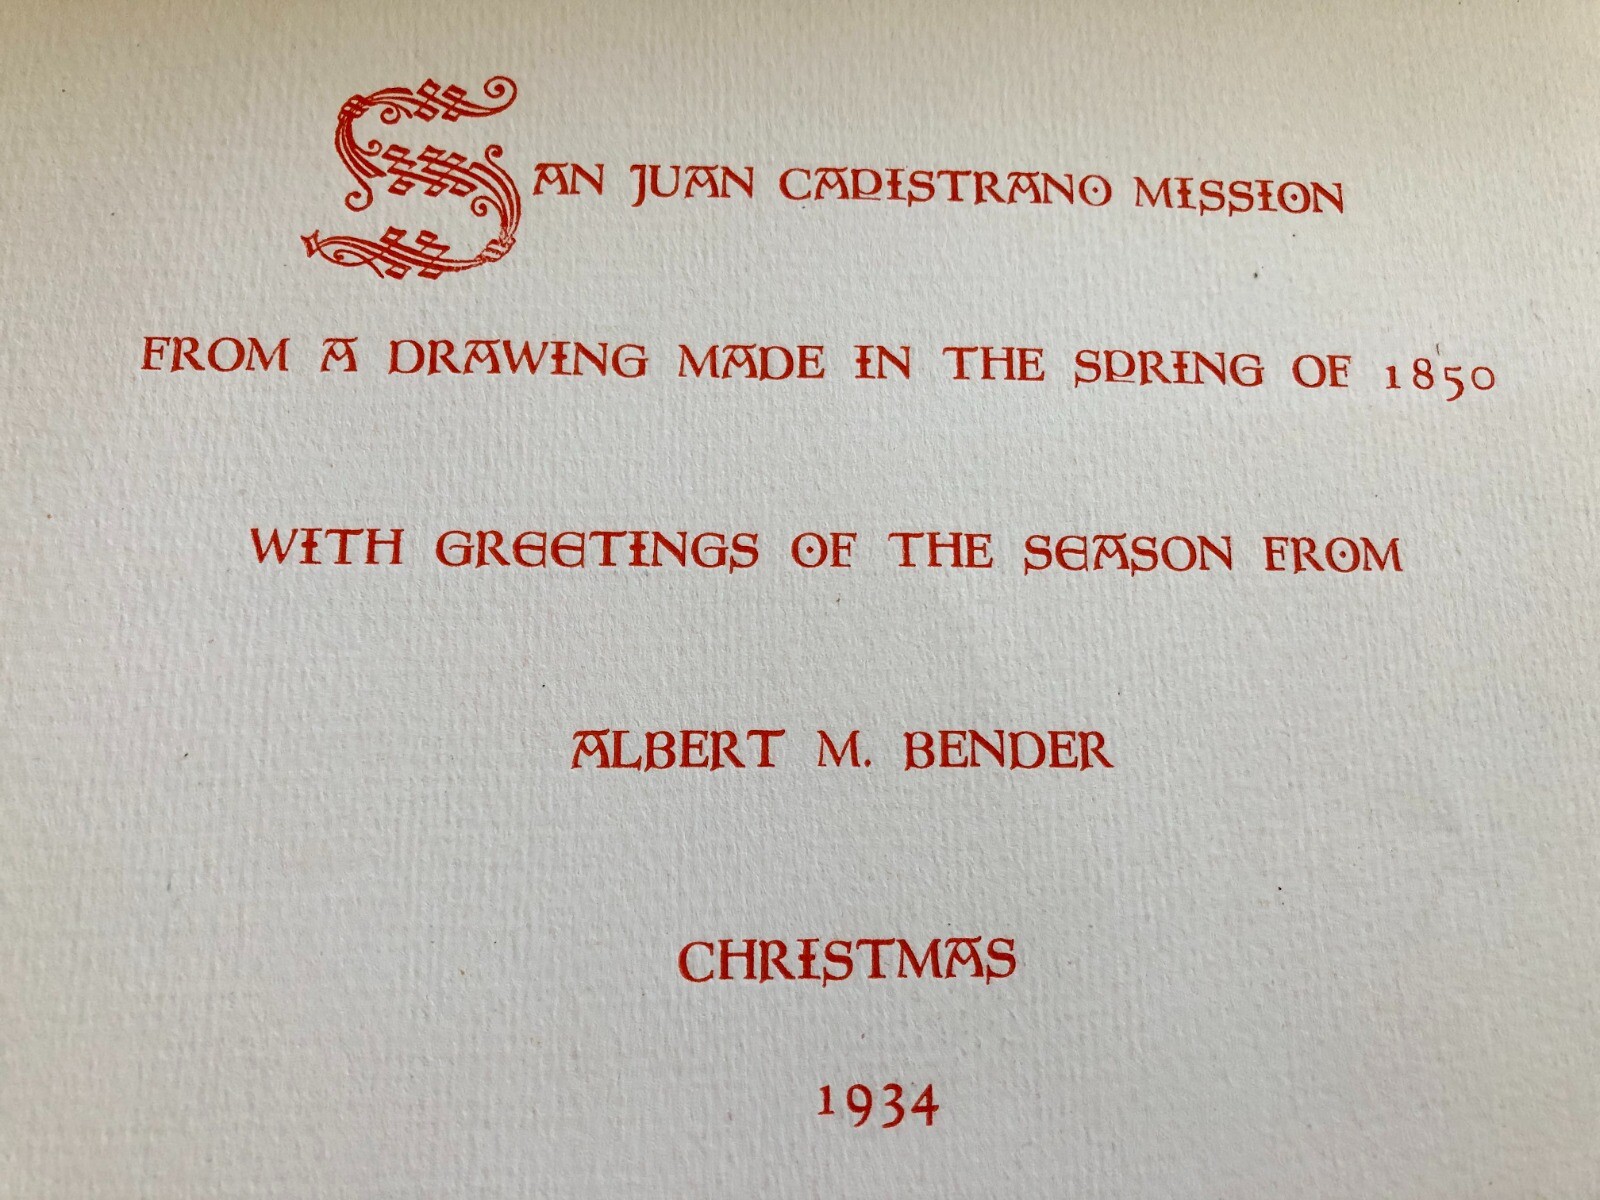 SAN JUAN CAPISTRANO MISSION
FROM A DRAWING MADE IN THE SPRING OF 1850
WITH GREETINGS OF THE SEASON FROM
ALBERT M. BENDER
CHRISTMAS
1934